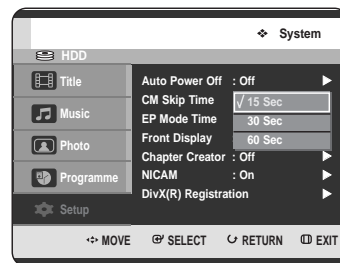 ❖ System
HDD
Title
Music
Photo
Programme
Setup
Auto Power Off : Off ▶
CM Skip Time √ 15 Sec
EP Mode Time 30 Sec
Front Display 60 Sec
Chapter Creator : Off ▶
NICAM : On ▶
DivX(R) Registration ▶
MOVE SELECT RETURN EXIT